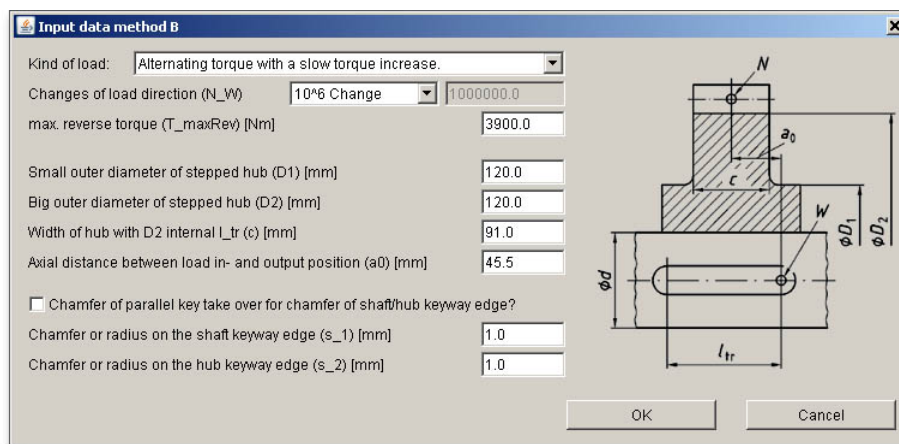 Input data method B
Kind of load: Alternating torque with a slow torque increase.
Changes of load direction (N_W) 10^6 Change 1000000.0
max. reverse torque (T_maxRev) [Nm] 3900.0
Small outer diameter of stepped hub (D1) [mm] 120.0
Big outer diameter of stepped hub (D2) [mm] 120.0
Width of hub with D2 internal l_tr (c) [mm] 91.0
Axial distance between load in- and output position (a0) [mm] 45.5
Chamfer of parallel key take over for chamfer of shaft/hub keyway edge?
Chamfer or radius on the shaft keyway edge (s_1) [mm] 1.0
Chamfer or radius on the hub keyway edge (s_2) [mm] 1.0
N
a₀
c
ϕD₁
ϕD₂
W
ϕd
lₜᵣ
OK Cancel